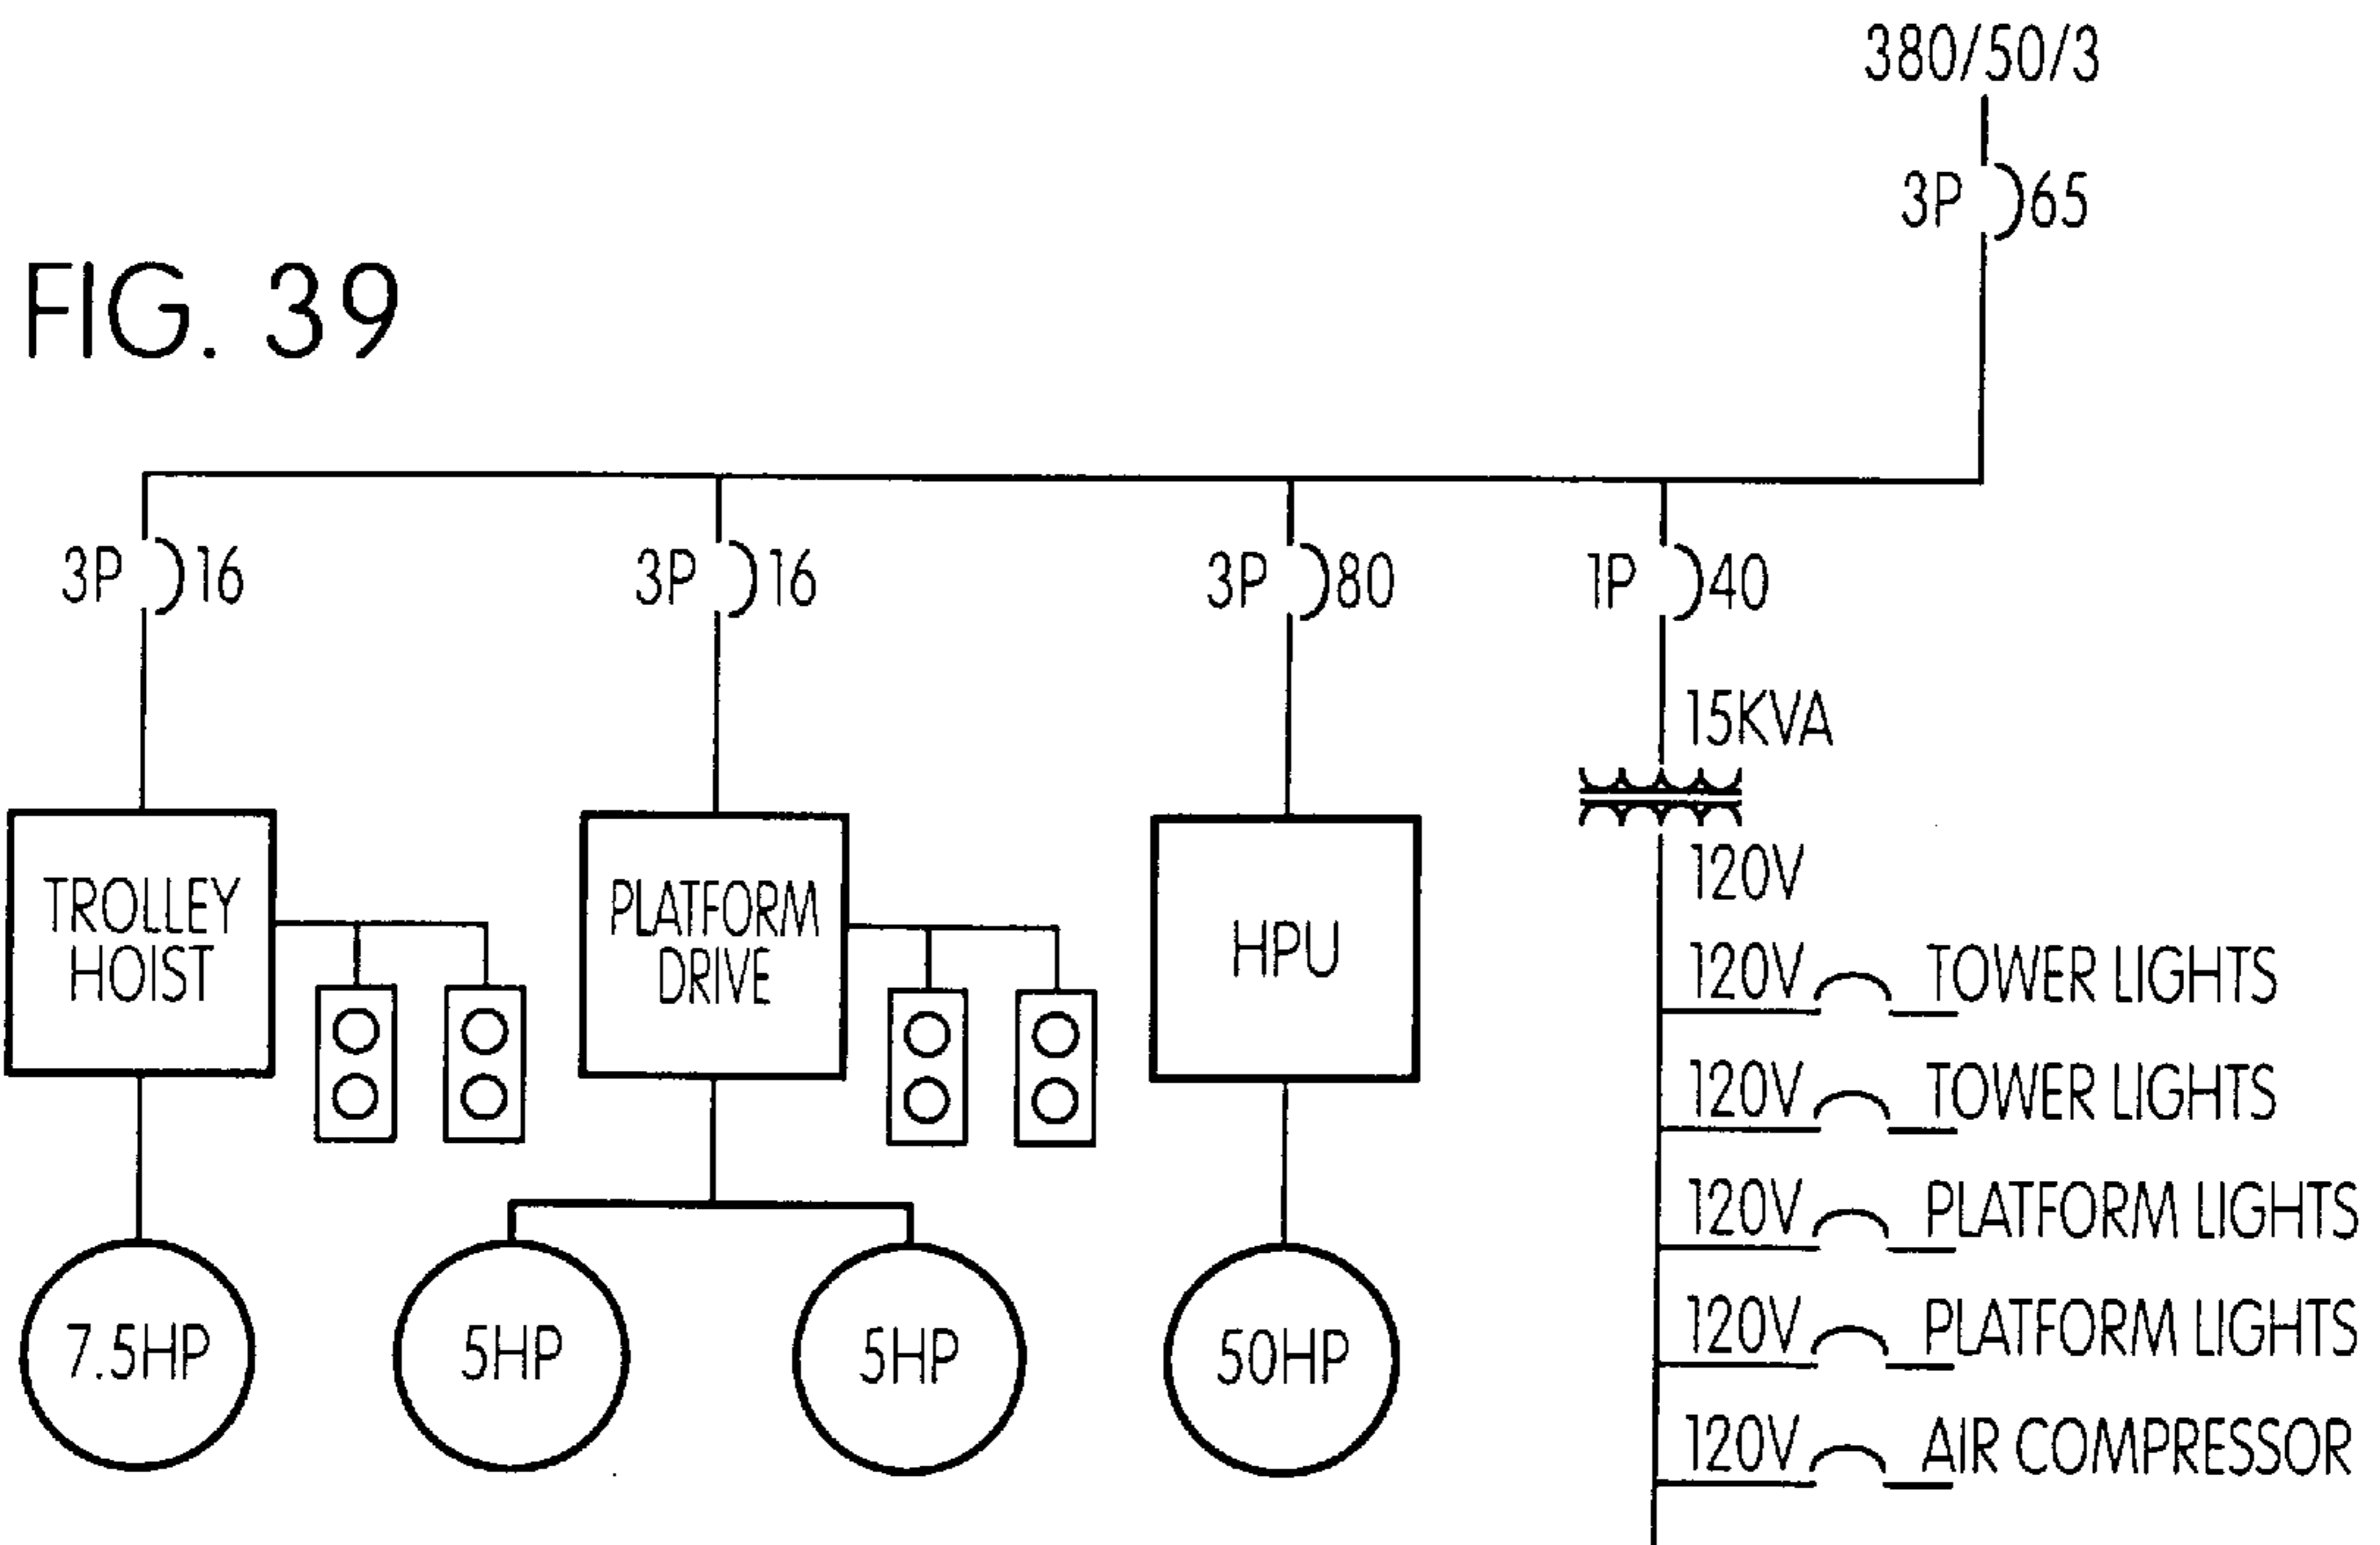 380/50/3
3P 65
FIG. 39
3P 16
3P 16
3P 80
1P 40
15KVA
120V
TROLLEY
HOIST
PLATFORM
DRIVE
HPU
120V TOWER LIGHTS
120V TOWER LIGHTS
120V PLATFORM LIGHTS
120V PLATFORM LIGHTS
120V AIR COMPRESSOR
7.5HP
5HP
5HP
50HP